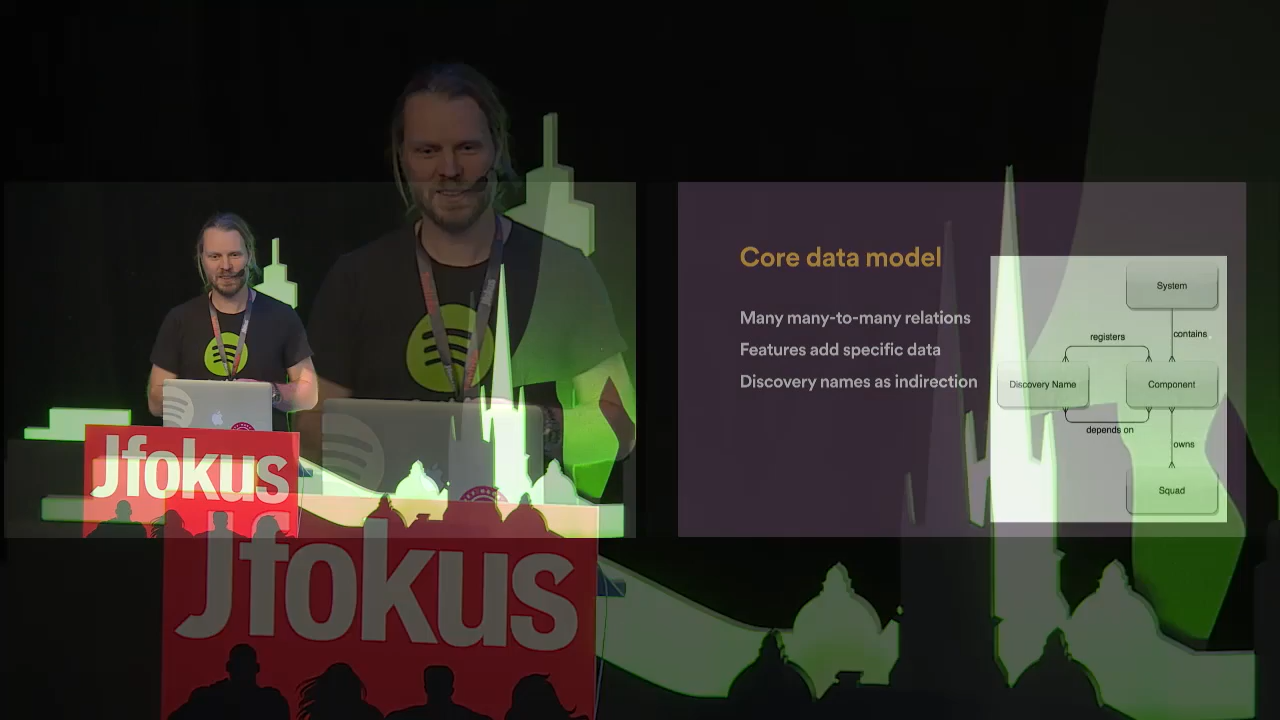 Core data model
Many many-to-many relations
Features add specific data
Discovery names as indirection
System
contains
registers
Discovery Name
Component
depends on
owns
Squad
Jfokus
Jfokus